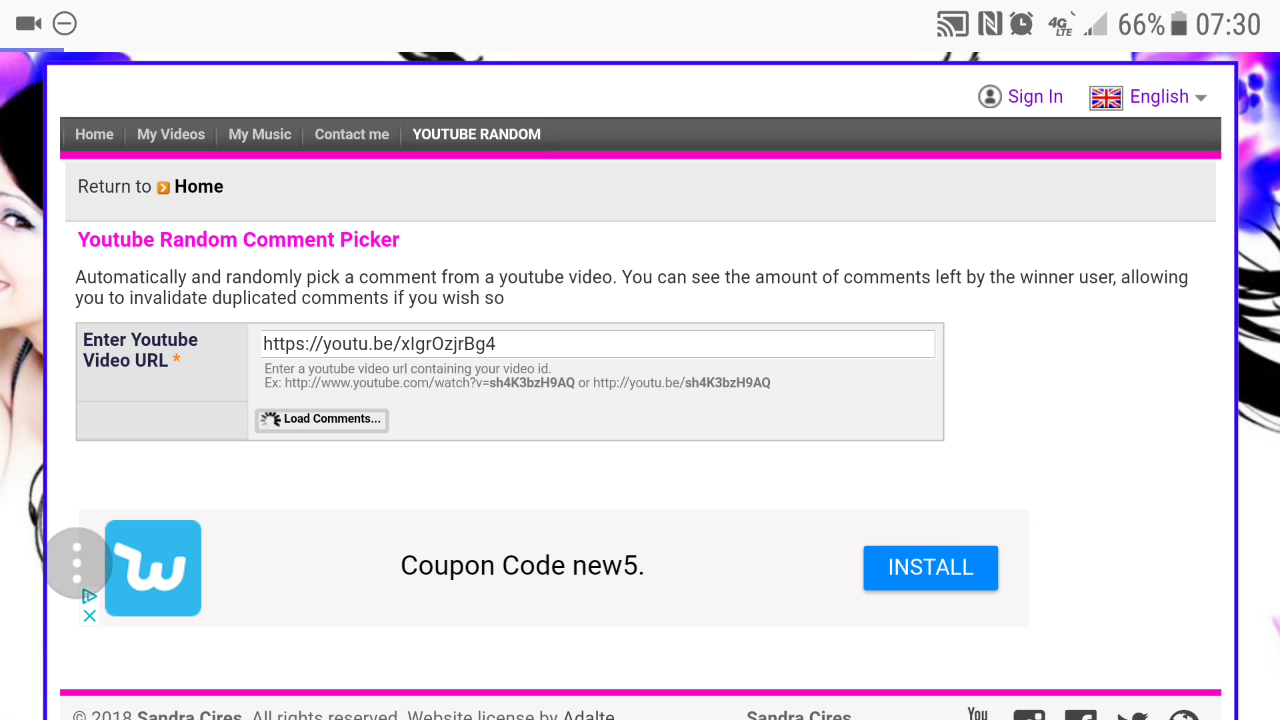 4G LTE 66% 07:30
Sign In English
Home My Videos My Music Contact me YOUTUBE RANDOM
Return to Home
Youtube Random Comment Picker
Automatically and randomly pick a comment from a youtube video. You can see the amount of comments left by the winner user, allowing
you to invalidate duplicated comments if you wish so
Enter Youtube
Video URL *
https://youtu.be/xIgrOzjrBg4
Enter a youtube video url containing your video id.
Ex: http://www.youtube.com/watch?v=sh4K3bzH9AQ or http://youtu.be/sh4K3bzH9AQ
Load Comments...
Coupon Code new5.
INSTALL
© 2018 Sandra Cires. All rights reserved. Website license by Adalte
Sandra Cires
You